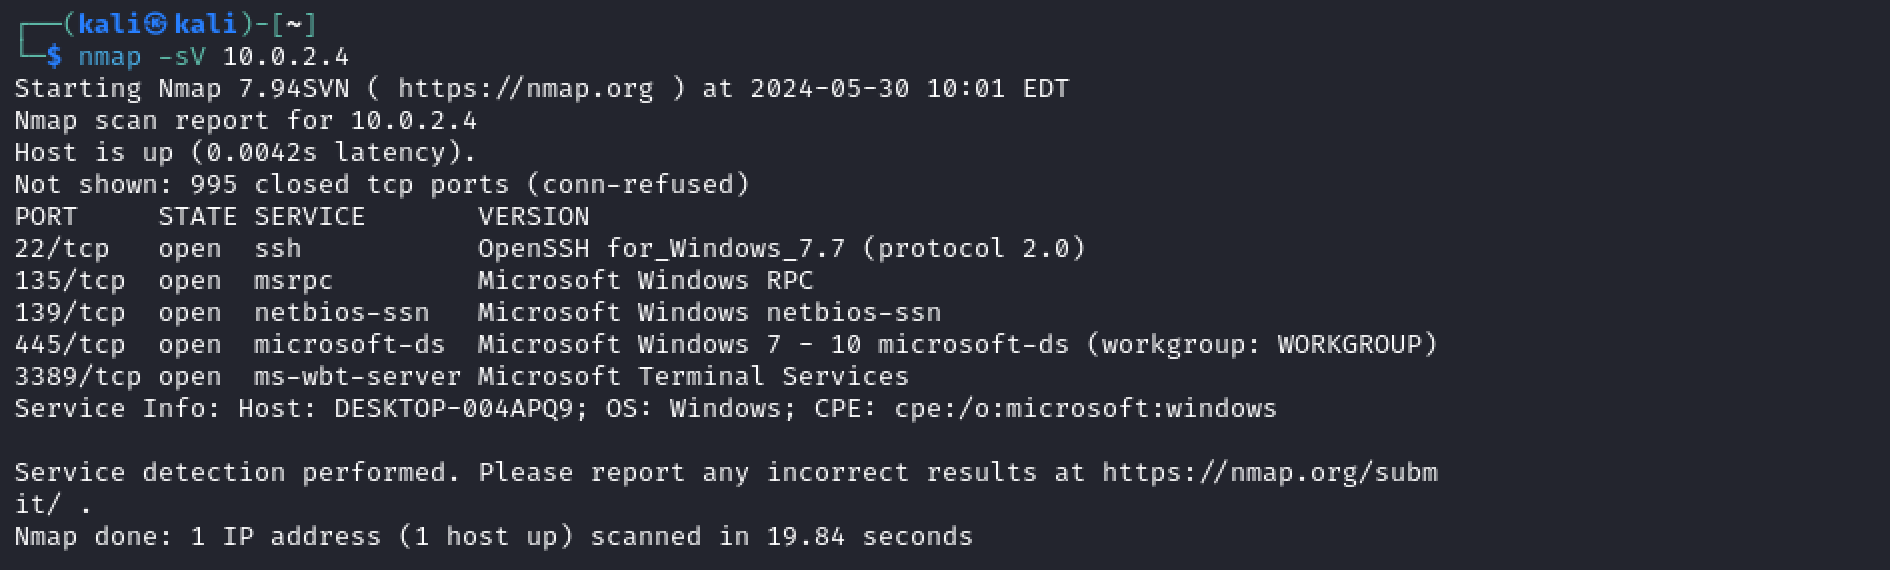 ┌──(kali㉿kali)-[~]
└─$ nmap -sV 10.0.2.4
Starting Nmap 7.94SVN ( https://nmap.org ) at 2024-05-30 10:01 EDT
Nmap scan report for 10.0.2.4
Host is up (0.0042s latency).
Not shown: 995 closed tcp ports (conn-refused)
PORT     STATE SERVICE       VERSION
22/tcp   open  ssh           OpenSSH for_Windows_7.7 (protocol 2.0)
135/tcp  open  msrpc         Microsoft Windows RPC
139/tcp  open  netbios-ssn   Microsoft Windows netbios-ssn
445/tcp  open  microsoft-ds  Microsoft Windows 7 - 10 microsoft-ds (workgroup: WORKGROUP)
3389/tcp open  ms-wbt-server Microsoft Terminal Services
Service Info: Host: DESKTOP-004APQ9; OS: Windows; CPE: cpe:/o:microsoft:windows

Service detection performed. Please report any incorrect results at https://nmap.org/subm
it/ .
Nmap done: 1 IP address (1 host up) scanned in 19.84 seconds